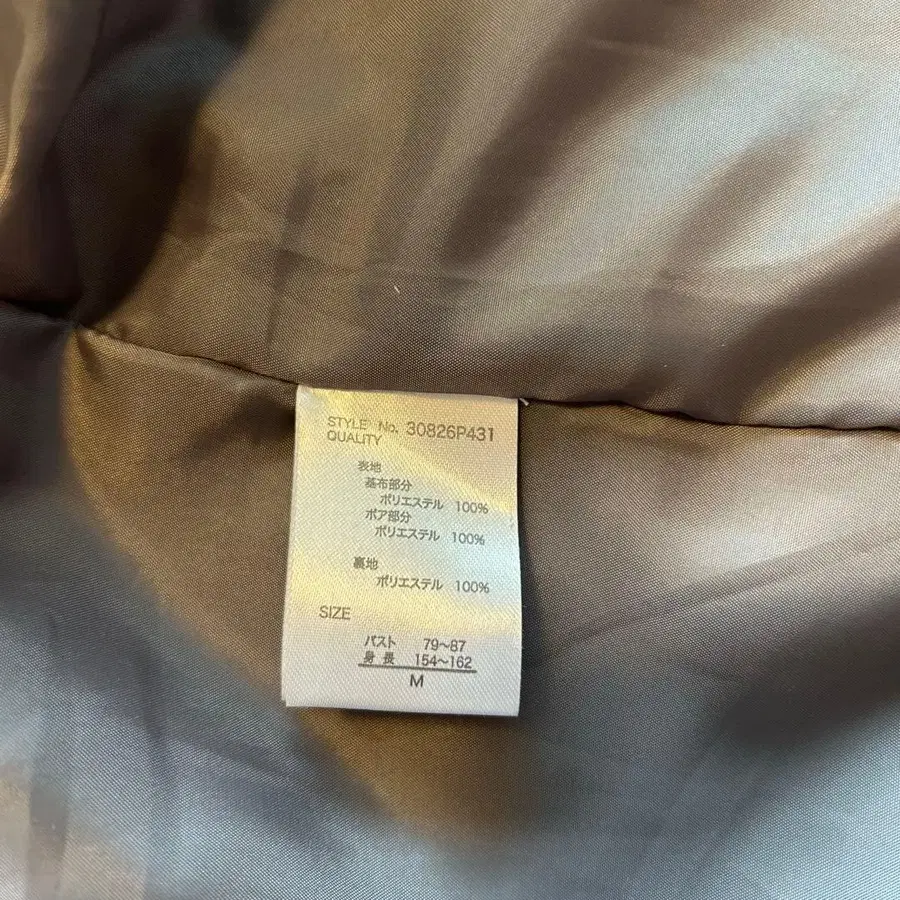 STYLE No. 30826P431
QUALITY
表地
基布部分
ポリエステル 100%
ボア部分
ポリエステル 100%
裏地
ポリエステル 100%
SIZE
バスト 79~87
身長 154~162
M